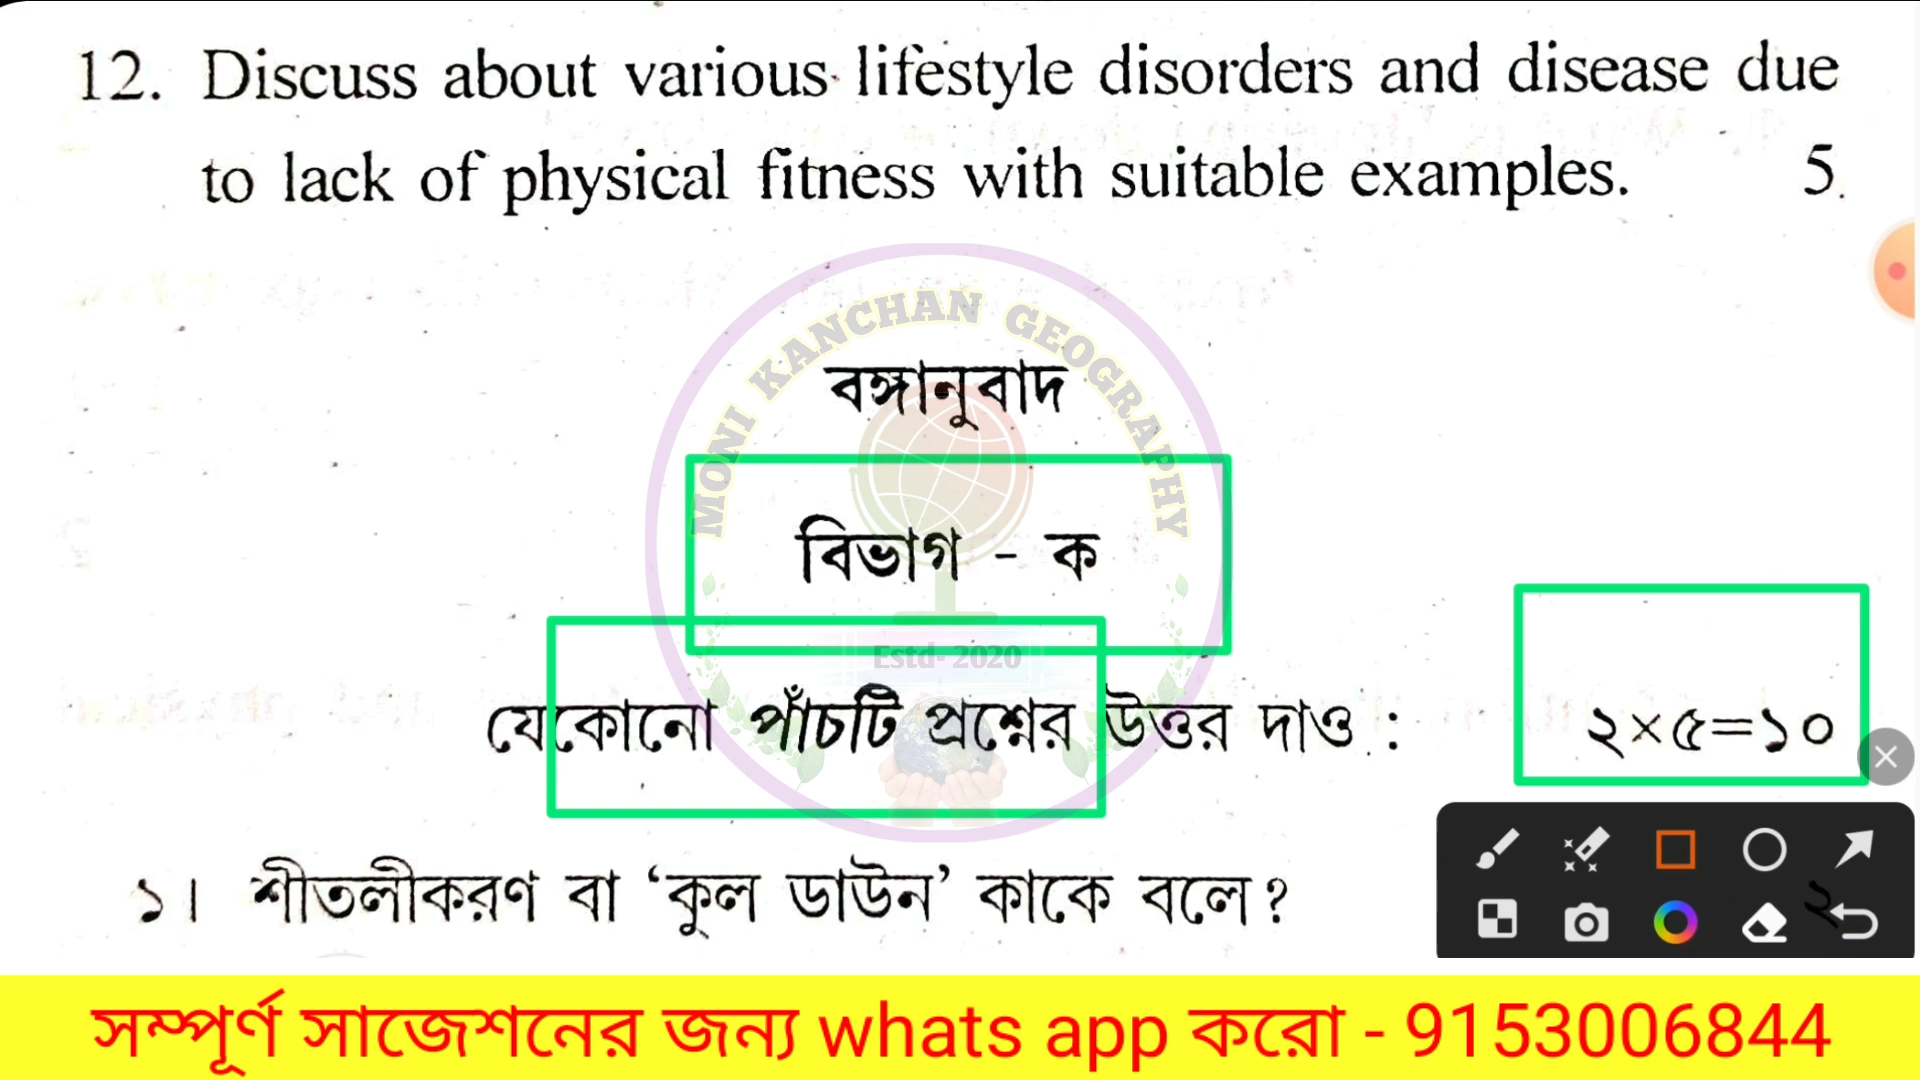 12. Discuss about various lifestyle disorders and disease due
to lack of physical fitness with suitable examples. 5
MONI KANCHAN GEOGRAPHY
বঙ্গানুবাদ
বিভাগ - ক
Estd- 2020
যেকোনো পাঁচটি প্রশ্নের উত্তর দাও : ২×৫=১০
১। শীতলীকরণ বা ‘কুল ডাউন’ কাকে বলে? ২
সম্পূর্ণ সাজেশনের জন্য whats app করো - 9153006844